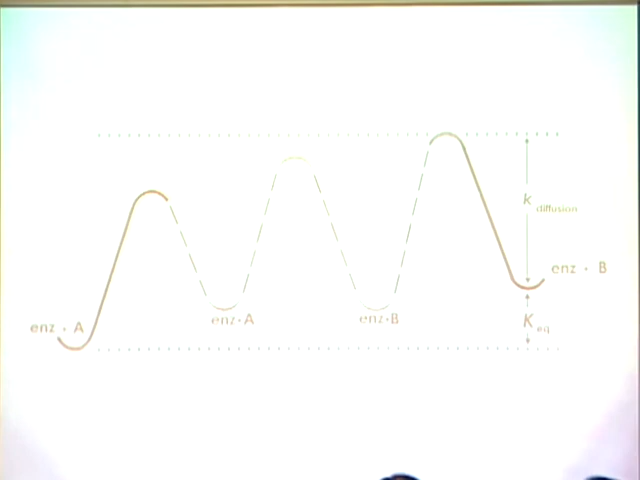 k diffusion
enz + B
enz·A
enz·B
enz + A
K eq